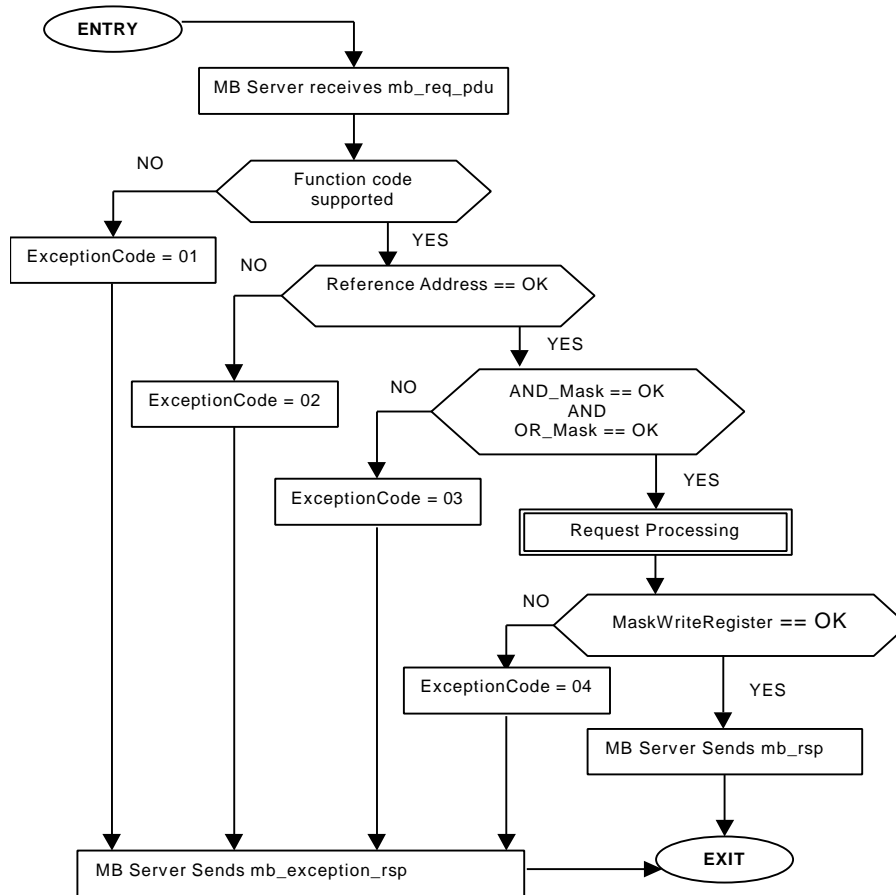 ENTRY
MB Server receives mb_req_pdu
NO
Function code
supported
YES
ExceptionCode = 01
NO
Reference Address == OK
YES
ExceptionCode = 02
NO
AND_Mask == OK
AND
OR_Mask == OK
YES
ExceptionCode = 03
Request Processing
NO
MaskWriteRegister == OK
ExceptionCode = 04
YES
MB Server Sends mb_rsp
MB Server Sends mb_exception_rsp
EXIT